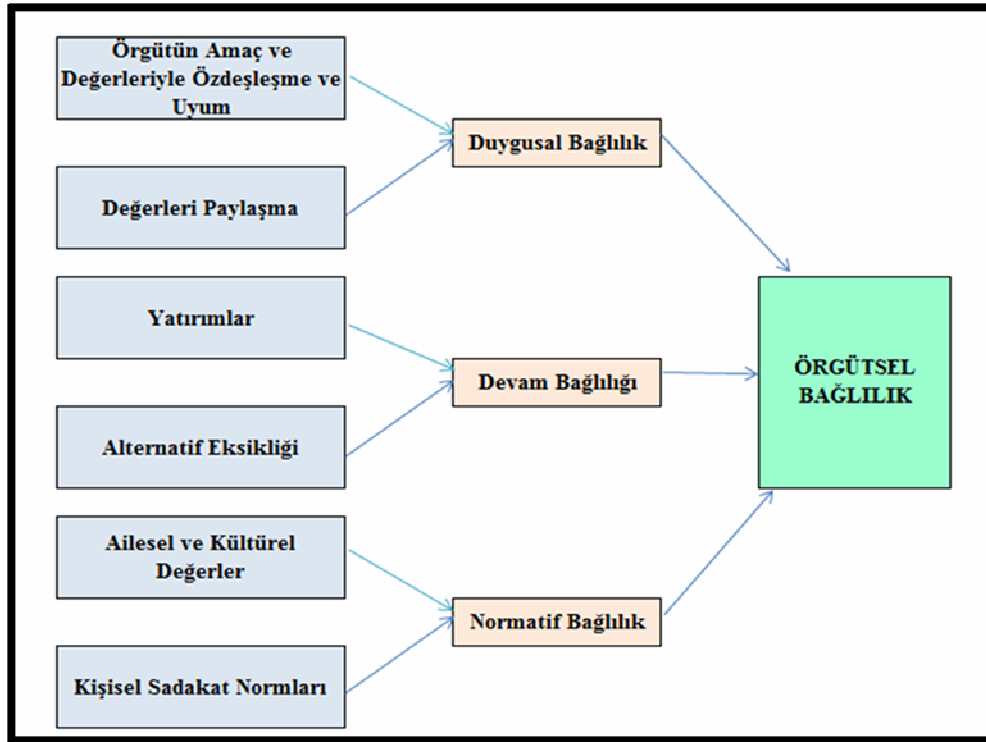 Örgütün Amaç ve
Değerleriyle Özdeşleşme ve
Uyum
Duygusal Bağlılık
Değerleri Paylaşma
Yatırımlar
Devam Bağlılığı
Alternatif Eksikliği
Ailesel ve Kültürel
Değerler
Normatif Bağlılık
Kişisel Sadakat Normları
ÖRGÜTSEL
BAĞLILIK